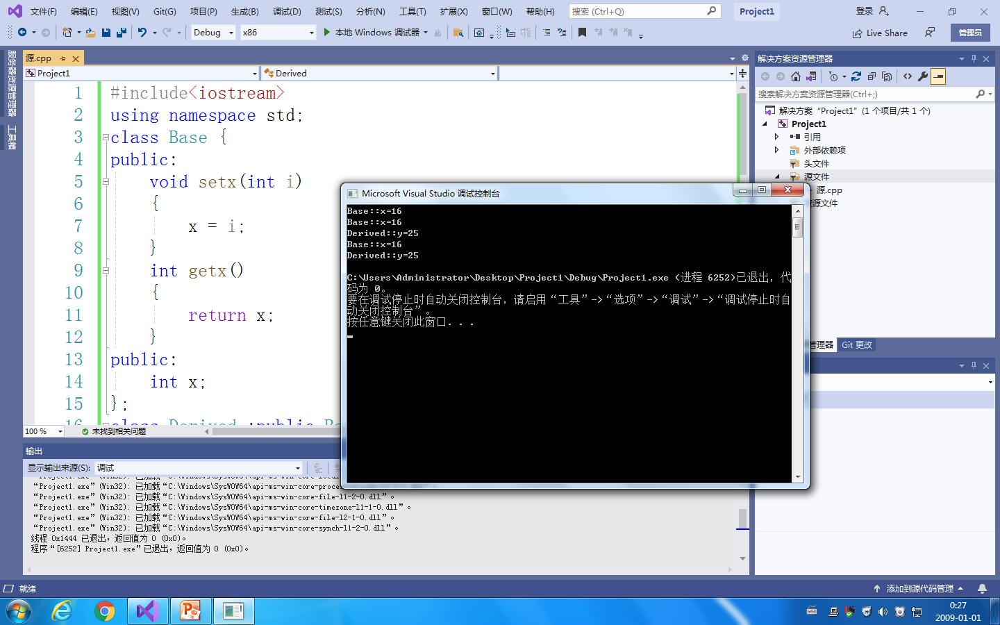 文件(F) 编辑(E) 视图(V) Git(G) 项目(P) 生成(B) 调试(D) 测试(S) 分析(N) 工具(T) 扩展(X) 窗口(W) 帮助(H) 搜索 (Ctrl+Q) Project1 登录
Debug x86 本地 Windows 调试器 Live Share 管理员
服务器资源管理器
工具箱
源.cpp
Project1 Derived
1 #include<iostream>
2 using namespace std;
3 class Base {
4 public:
5 void setx(int i)
6 {
7 x = i;
8 }
9 int getx()
10 {
11 return x;
12 }
13 public:
14 int x;
15 };
16 class Derived :public
100 % 未找到相关问题
解决方案资源管理器
搜索解决方案资源管理器(Ctrl+;)
解决方案 “Project1” (1 个项目/共 1 个)
Project1
引用
外部依赖项
头文件
源文件
源.cpp
源文件
管理器 Git 更改
Microsoft Visual Studio 调试控制台
Base::x=16
Base::x=16
Derived::y=25
Base::x=16
Derived::y=25
C:\Users\Administrator\Desktop\Project1\Debug\Project1.exe (进程 6252)已退出，代
码为 0。
要在调试停止时自动关闭控制台，请启用“工具”->“选项”->“调试”->“调试停止时自
动关闭控制台”。
按任意键关闭此窗口. . .
输出
显示输出来源(S): 调试
“Project1.exe” (Win32): 已加载“C:\Windows\SysWOW64\api-ms-win-core-file-l1-2-0.dll”。
“Project1.exe” (Win32): 已加载“C:\Windows\SysWOW64\api-ms-win-core-timezone-l1-1-0.dll”。
“Project1.exe” (Win32): 已加载“C:\Windows\SysWOW64\api-ms-win-core-file-l2-1-0.dll”。
“Project1.exe” (Win32): 已加载“C:\Windows\SysWOW64\api-ms-win-core-synch-l1-2-0.dll”。
线程 0x1444 已退出，返回值为 0 (0x0)。
程序“[6252] Project1.exe”已退出，返回值为 0 (0x0)。
就绪 添加到源代码管理
0:27
2009-01-01